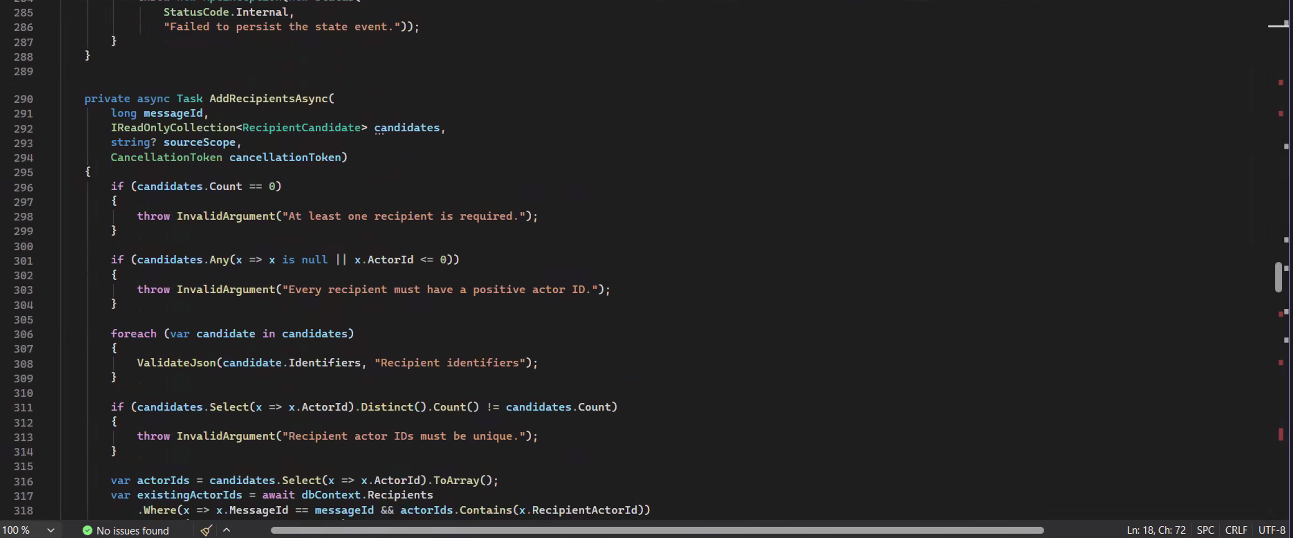 285 StatusCode.Internal,
286 "Failed to persist the state event."));
287 }
288 }
289
290 private async Task AddRecipientsAsync(
291 long messageId,
292 IReadOnlyCollection<RecipientCandidate> candidates,
293 string? sourceScope,
294 CancellationToken cancellationToken)
295 {
296 if (candidates.Count == 0)
297 {
298 throw InvalidArgument("At least one recipient is required.");
299 }
300
301 if (candidates.Any(x => x is null || x.ActorId <= 0))
302 {
303 throw InvalidArgument("Every recipient must have a positive actor ID.");
304 }
305
306 foreach (var candidate in candidates)
307 {
308 ValidateJson(candidate.Identifiers, "Recipient identifiers");
309 }
310
311 if (candidates.Select(x => x.ActorId).Distinct().Count() != candidates.Count)
312 {
313 throw InvalidArgument("Recipient actor IDs must be unique.");
314 }
315
316 var actorIds = candidates.Select(x => x.ActorId).ToArray();
317 var existingActorIds = await dbContext.Recipients
318 .Where(x => x.MessageId == messageId && actorIds.Contains(x.RecipientActorId))
100 % No issues found Ln: 18, Ch: 72 SPC CRLF UTF-8